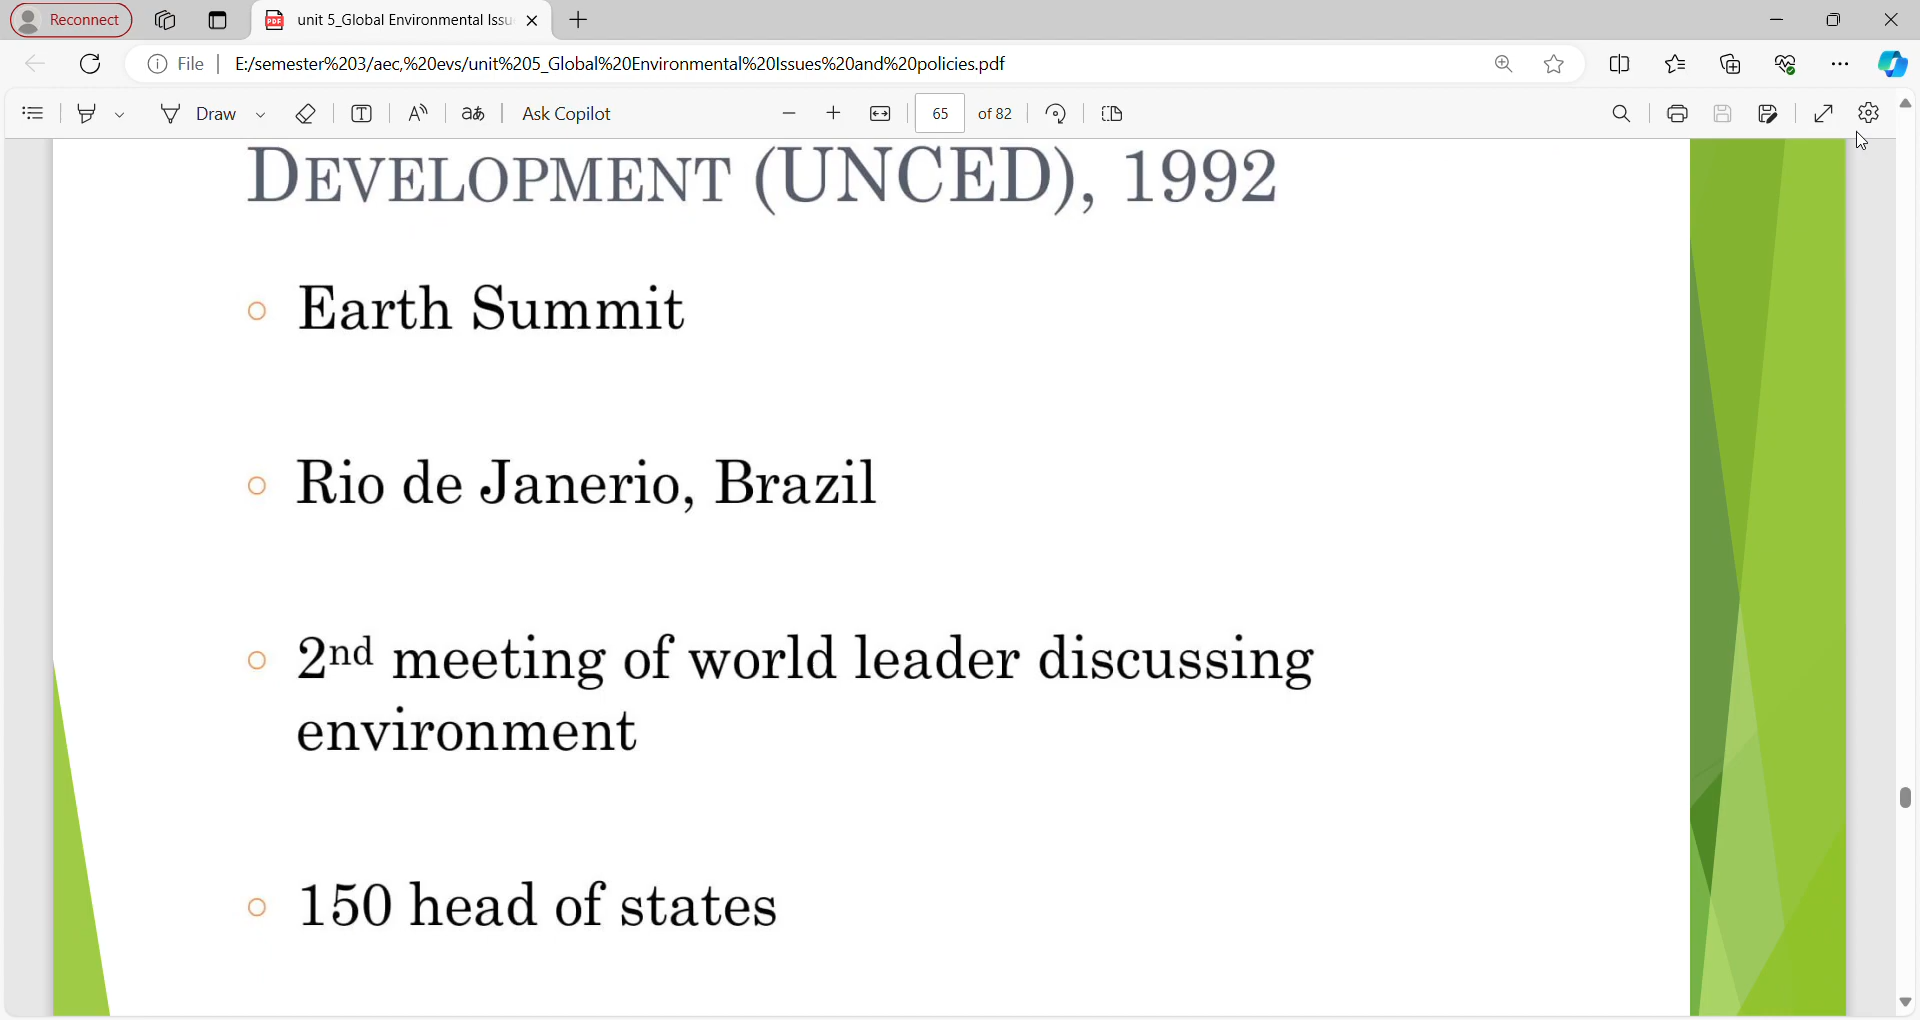 Reconnect
unit 5_Global Environmental Issu
File
E:/semester%203/aec,%20evs/unit%205_Global%20Environmental%20Issues%20and%20policies.pdf
Draw
aあ
Ask Copilot
65 of 82
DEVELOPMENT (UNCED), 1992
Earth Summit
Rio de Janerio, Brazil
2nd meeting of world leader discussing
environment
150 head of states